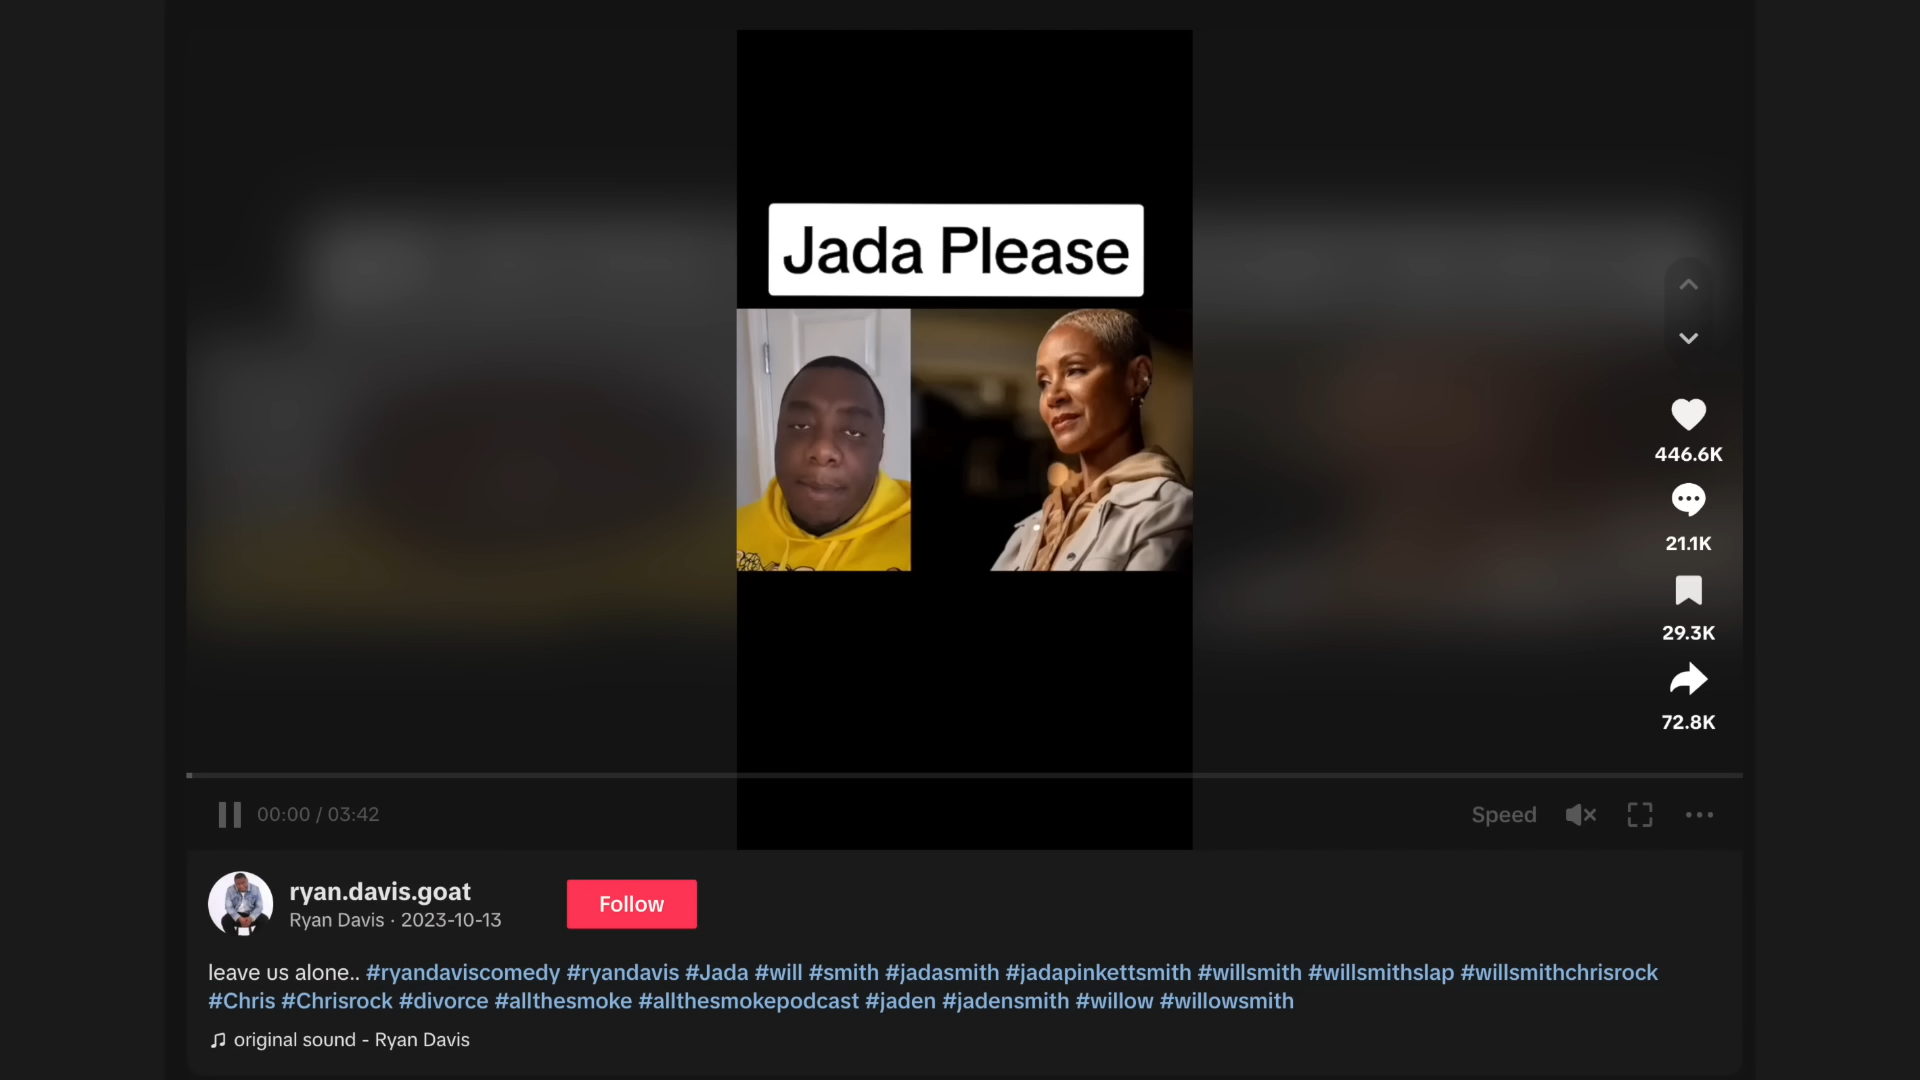 Jada Please
446.6K
21.1K
29.3K
72.8K
00:00 / 03:42
Speed
ryan.davis.goat
Ryan Davis · 2023-10-13
Follow
leave us alone.. #ryandaviscomedy #ryandavis #Jada #will #smith #jadasmith #jadapinkettsmith #willsmith #willsmithslap #willsmithchrisrock
#Chris #Chrisrock #divorce #allthesmoke #allthesmokepodcast #jaden #jadensmith #willow #willowsmith
original sound - Ryan Davis